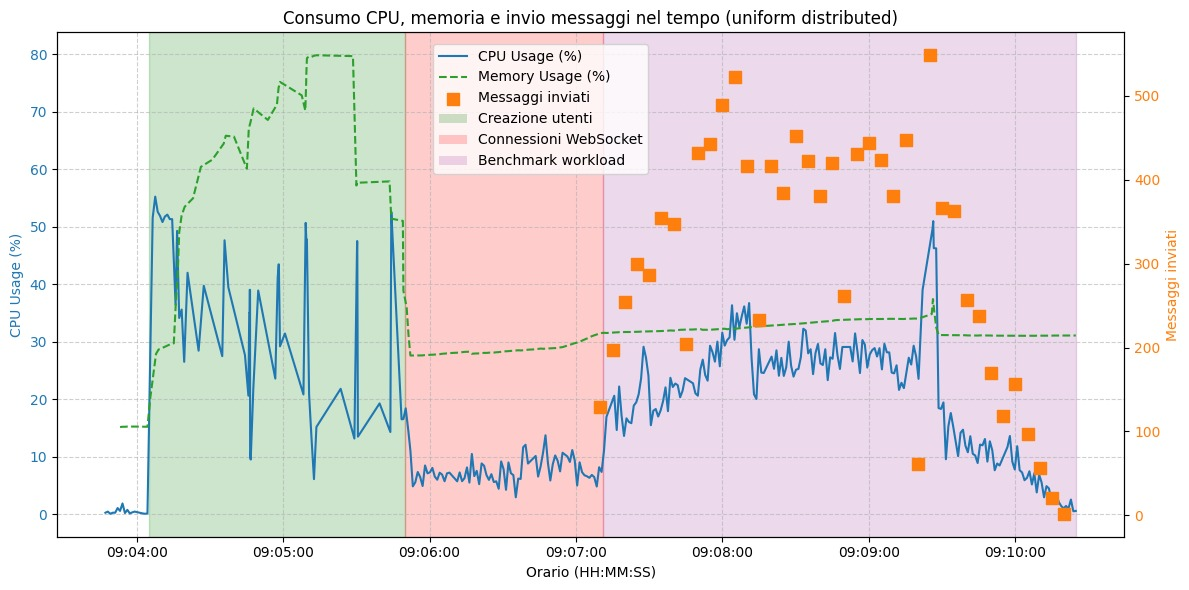 Consumo CPU, memoria e invio messaggi nel tempo (uniform distributed)
CPU Usage (%)
Memory Usage (%)
Messaggi inviati
Creazione utenti
Connessioni WebSocket
Benchmark workload
CPU Usage (%)
80
70
60
50
40
30
20
10
0
Messaggi inviati
500
400
300
200
100
0
09:04:00 09:05:00 09:06:00 09:07:00 09:08:00 09:09:00 09:10:00
Orario (HH:MM:SS)